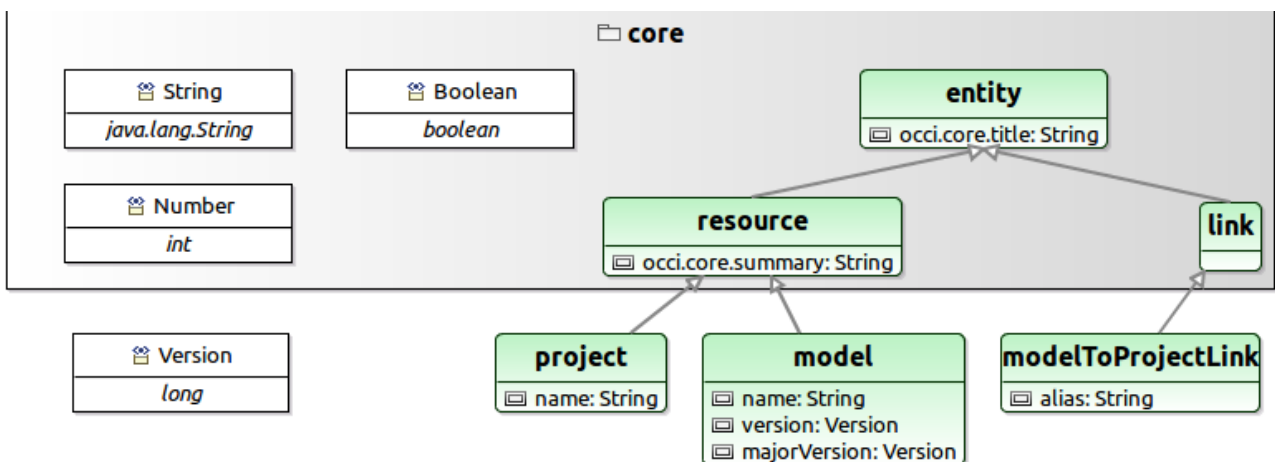 core
String
java.lang.String
Boolean
boolean
entity
occi.core.title: String
Number
int
resource
occi.core.summary: String
link
Version
long
project
name: String
model
name: String
version: Version
majorVersion: Version
modelToProjectLink
alias: String